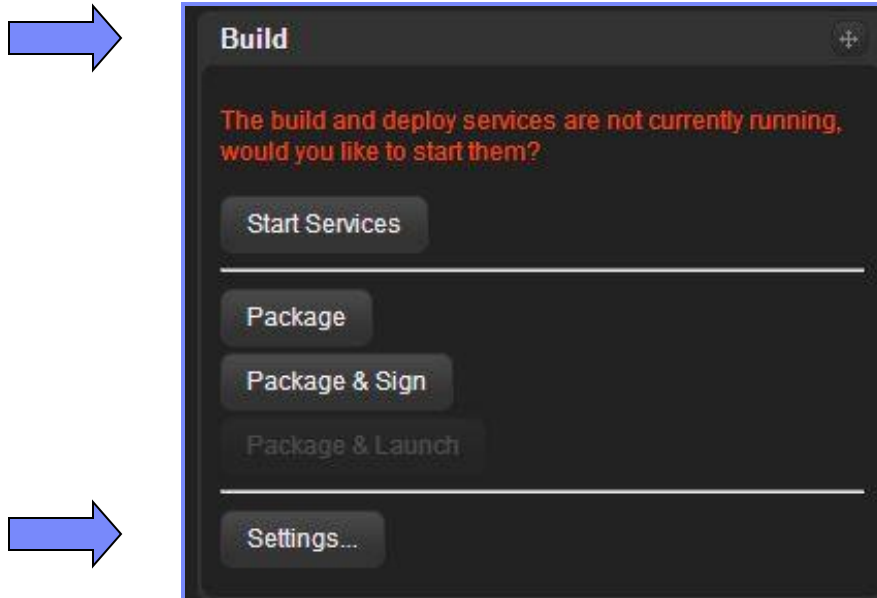 Build
The build and deploy services are not currently running,
would you like to start them?
Start Services
Package
Package & Sign
Package & Launch
Settings...